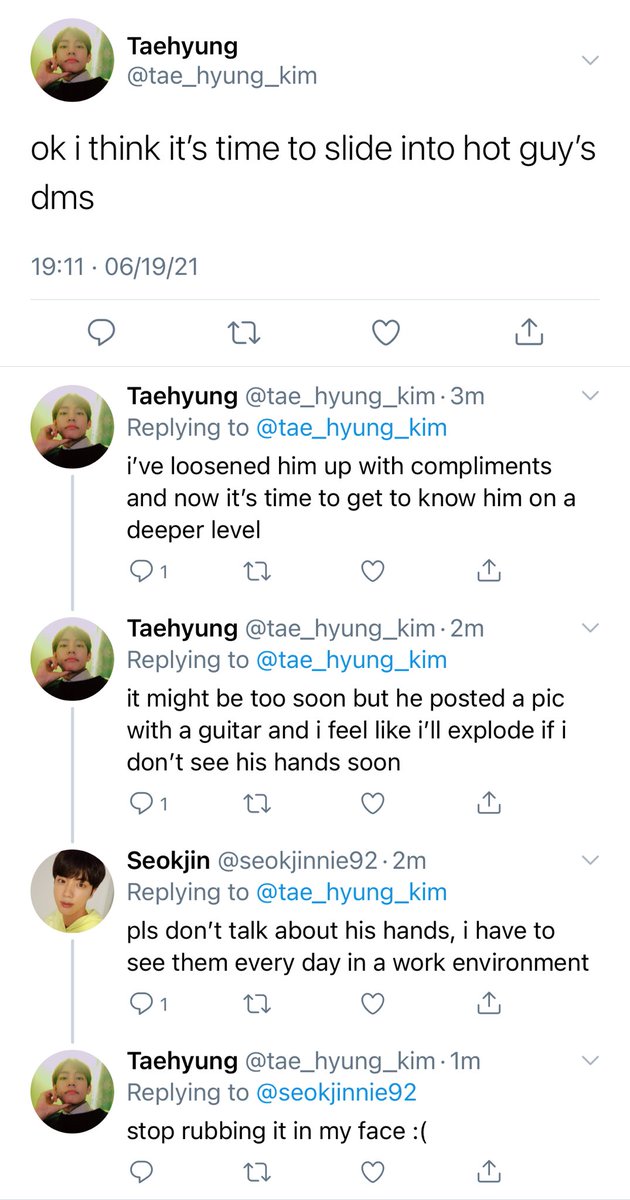 Taehyung
@tae_hyung_kim
ok i think it’s time to slide into hot guy’s
dms
19:11 · 06/19/21
Taehyung @tae_hyung_kim · 3m
Replying to @tae_hyung_kim
i’ve loosened him up with compliments
and now it’s time to get to know him on a
deeper level
1
Taehyung @tae_hyung_kim · 2m
Replying to @tae_hyung_kim
it might be too soon but he posted a pic
with a guitar and i feel like i’ll explode if i
don’t see his hands soon
1
Seokjin @seokjinnie92 · 2m
Replying to @tae_hyung_kim
pls don’t talk about his hands, i have to
see them every day in a work environment
1
Taehyung @tae_hyung_kim · 1m
Replying to @seokjinnie92
stop rubbing it in my face :(